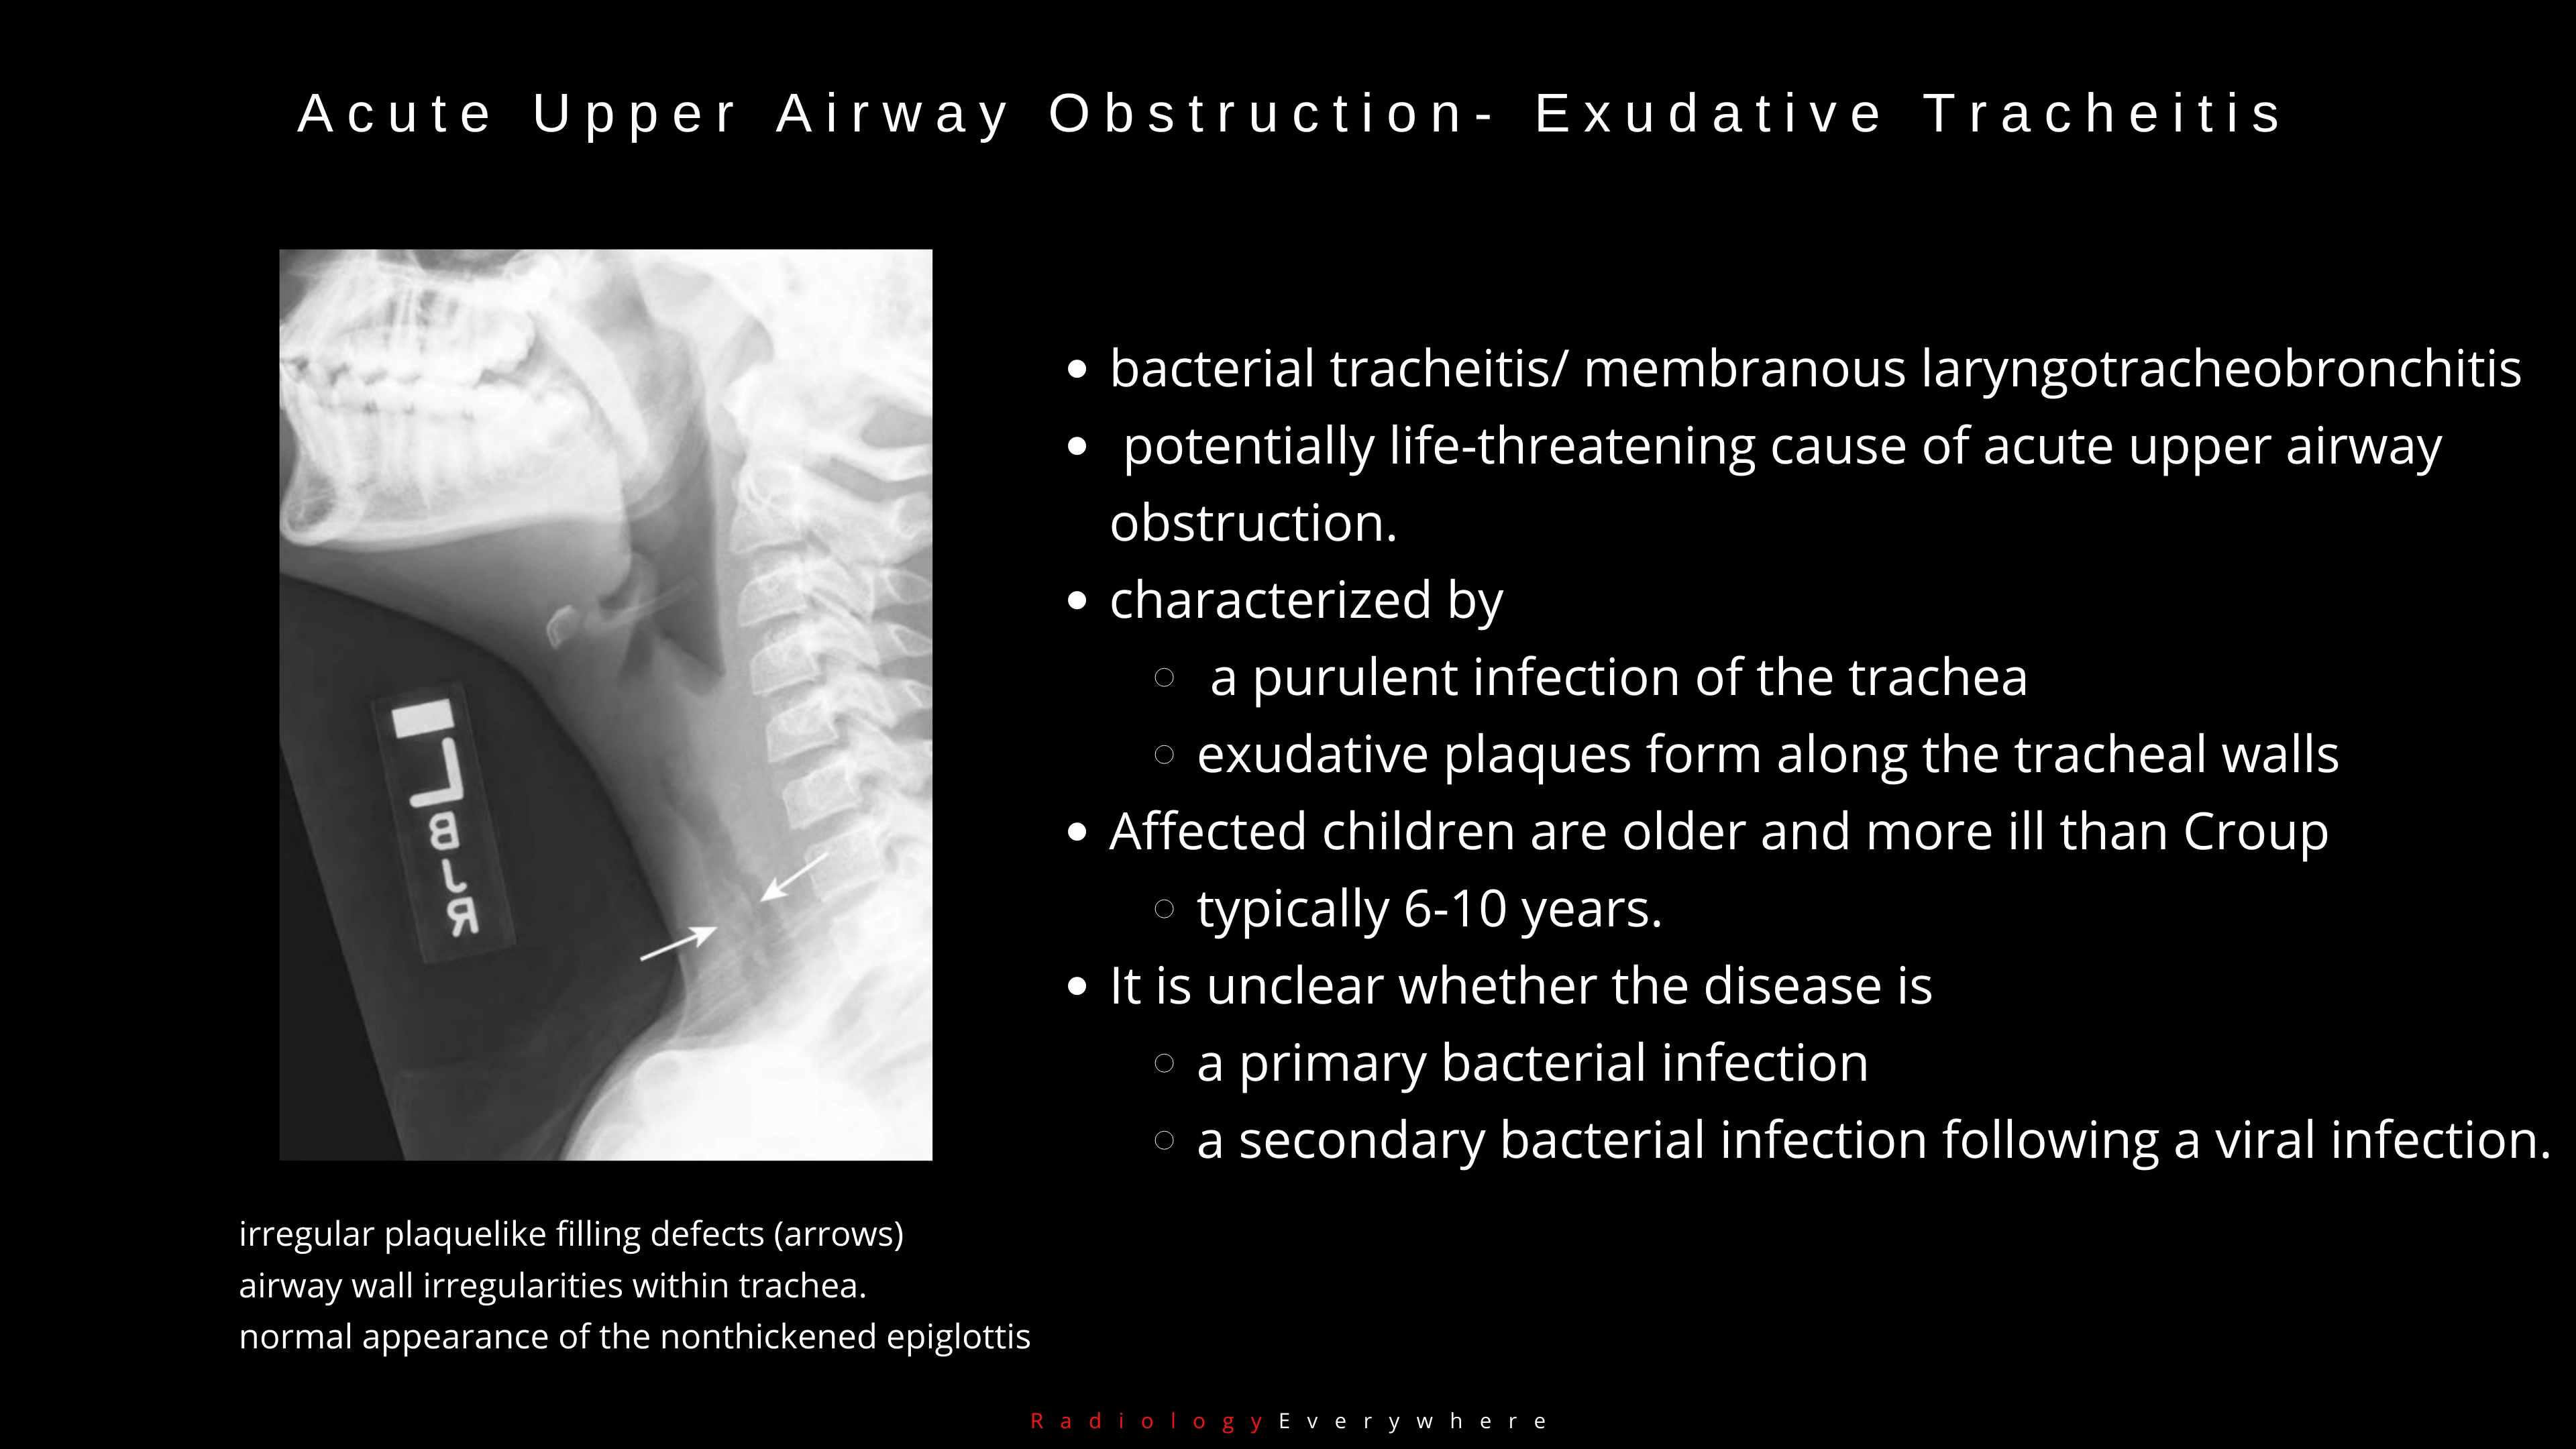 Acute Upper Airway Obstruction- Exudative Tracheitis
L
BJR
bacterial tracheitis/ membranous laryngotracheobronchitis
potentially life-threatening cause of acute upper airway
obstruction.
characterized by
a purulent infection of the trachea
exudative plaques form along the tracheal walls
Affected children are older and more ill than Croup
typically 6-10 years.
It is unclear whether the disease is
a primary bacterial infection
a secondary bacterial infection following a viral infection.
irregular plaquelike filling defects (arrows)
airway wall irregularities within trachea.
normal appearance of the nonthickened epiglottis
RadiologyEverywhere